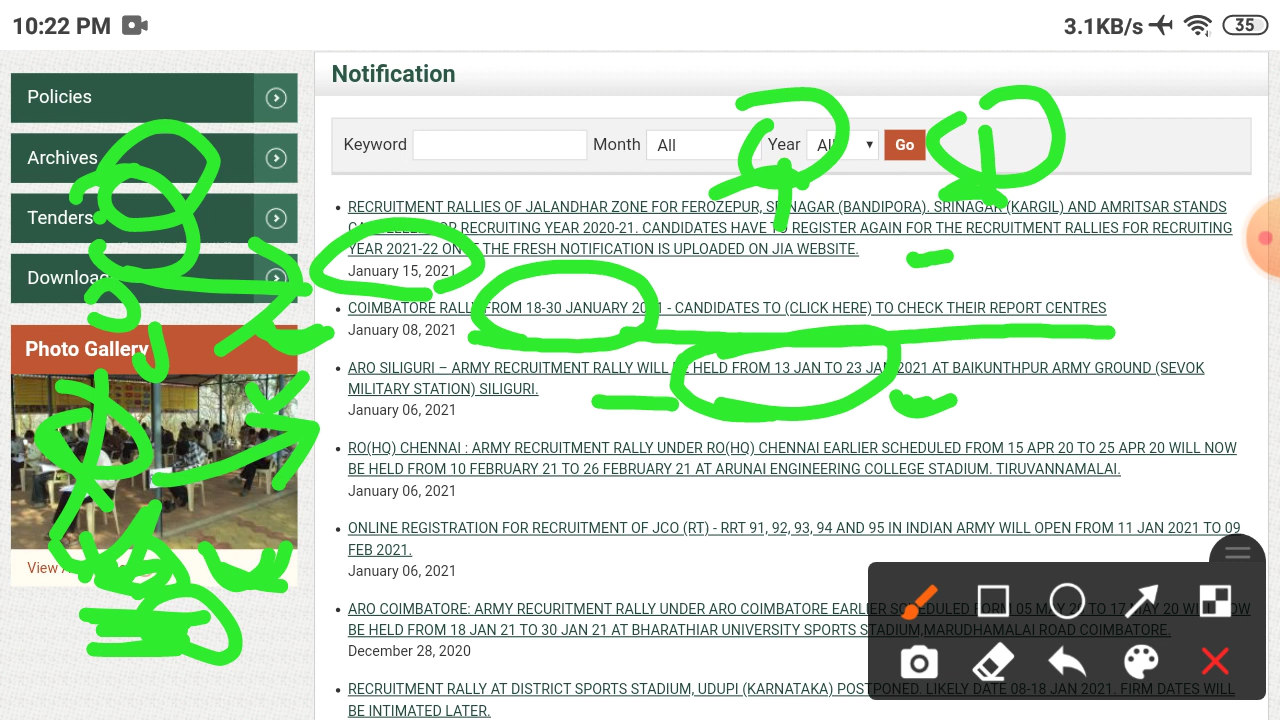 10:22 PM
3.1KB/s
35
Policies
Archives
Tenders
Download
Photo Gallery
View
Notification
Keyword
Month
All
Year
All
Go
RECRUITMENT RALLIES OF JALANDHAR ZONE FOR FEROZEPUR, SRINAGAR (BANDIPORA). SRINAGAR (KARGIL) AND AMRITSAR STANDS
CANCELLED FOR RECRUITING YEAR 2020-21. CANDIDATES HAVE TO REGISTER AGAIN FOR THE RECRUITMENT RALLIES FOR RECRUITING
YEAR 2021-22 ONCE THE FRESH NOTIFICATION IS UPLOADED ON JIA WEBSITE.
January 15, 2021
COIMBATORE RALLY FROM 18-30 JANUARY 2021 - CANDIDATES TO (CLICK HERE) TO CHECK THEIR REPORT CENTRES
January 08, 2021
ARO SILIGURI – ARMY RECRUITMENT RALLY WILL BE HELD FROM 13 JAN TO 23 JAN 2021 AT BAIKUNTHPUR ARMY GROUND (SEVOK
MILITARY STATION) SILIGURI.
January 06, 2021
RO(HQ) CHENNAI : ARMY RECRUITMENT RALLY UNDER RO(HQ) CHENNAI EARLIER SCHEDULED FROM 15 APR 20 TO 25 APR 20 WILL NOW
BE HELD FROM 10 FEBRUARY 21 TO 26 FEBRUARY 21 AT ARUNAI ENGINEERING COLLEGE STADIUM. TIRUVANNAMALAI.
January 06, 2021
ONLINE REGISTRATION FOR RECRUITMENT OF JCO (RT) - RRT 91, 92, 93, 94 AND 95 IN INDIAN ARMY WILL OPEN FROM 11 JAN 2021 TO 09
FEB 2021.
January 06, 2021
ARO COIMBATORE: ARMY RECURITMENT RALLY UNDER ARO COIMBATORE EARLIER SCHEDULED FORM 05 MAY 20 TO 17 MAY 20 WILL NOW
BE HELD FROM 18 JAN 21 TO 30 JAN 21 AT BHARATHIAR UNIVERSITY SPORTS STADIUM,MARUDHAMALAI ROAD COIMBATORE.
December 28, 2020
RECRUITMENT RALLY AT DISTRICT SPORTS STADIUM, UDUPI (KARNATAKA) POSTPONED. LIKELY DATE 08-18 JAN 2021. FIRM DATES WILL
BE INTIMATED LATER.